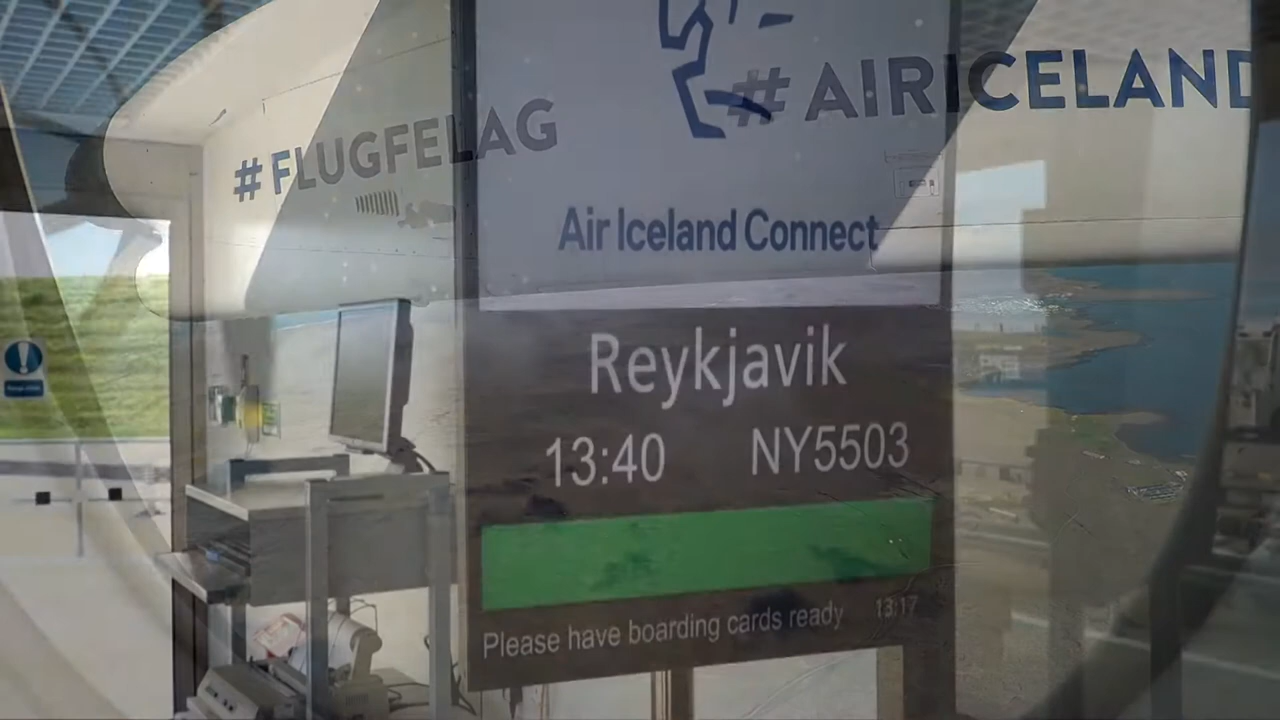 #FLUGFELAG
#AIRICELAND
Air Iceland Connect
Reykjavik
13:40 NY5503
Please have boarding cards ready 13:17